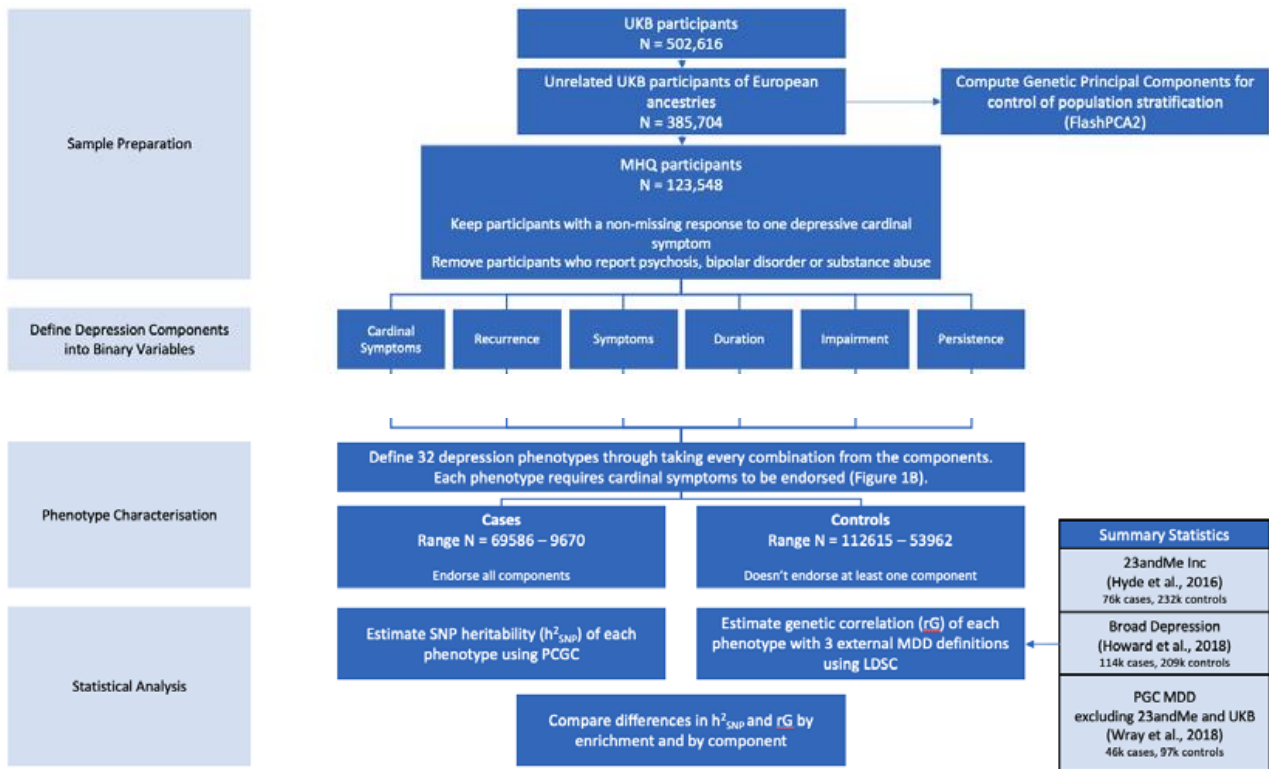 UKB participants
N = 502,616
Unrelated UKB participants of European
ancestries
N = 385,704
Compute Genetic Principal Components for
control of population stratification
(FlashPCA2)
Sample Preparation
MHQ participants
N = 123,548
Keep participants with a non-missing response to one depressive cardinal
symptom
Remove participants who report psychosis, bipolar disorder or substance abuse
Define Depression Components
into Binary Variables
Cardinal
Symptoms
Recurrence
Symptoms
Duration
Impairment
Persistence
Define 32 depression phenotypes through taking every combination from the components.
Each phenotype requires cardinal symptoms to be endorsed (Figure 1B).
Phenotype Characterisation
Cases
Range N = 69586 – 9670
Endorse all components
Controls
Range N = 112615 – 53962
Doesn't endorse at least one component
Summary Statistics
23andMe Inc
(Hyde et al., 2016)
76k cases, 232k controls
Broad Depression
(Howard et al., 2018)
114k cases, 209k controls
PGC MDD
excluding 23andMe and UKB
(Wray et al., 2018)
46k cases, 97k controls
Statistical Analysis
Estimate SNP heritability (h²SNP) of each
phenotype using PCGC
Estimate genetic correlation (rG) of each
phenotype with 3 external MDD definitions
using LDSC
Compare differences in h²SNP and rG by
enrichment and by component